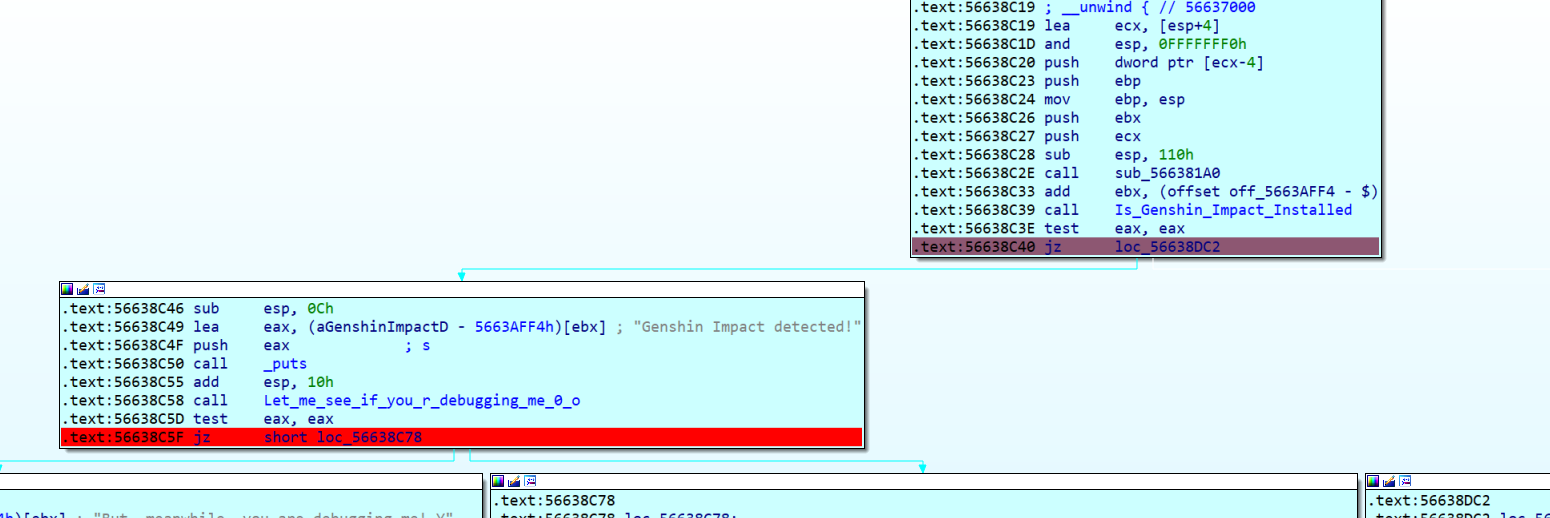 .text:56638C19 ; __unwind { // 56637000
.text:56638C19 lea     ecx, [esp+4]
.text:56638C1D and     esp, 0FFFFFFF0h
.text:56638C20 push    dword ptr [ecx-4]
.text:56638C23 push    ebp
.text:56638C24 mov     ebp, esp
.text:56638C26 push    ebx
.text:56638C27 push    ecx
.text:56638C28 sub     esp, 110h
.text:56638C2E call    sub_566381A0
.text:56638C33 add     ebx, (offset off_5663AFF4 - $)
.text:56638C39 call    Is_Genshin_Impact_Installed
.text:56638C3E test    eax, eax
.text:56638C40 jz      loc_56638DC2
.text:56638C46 sub     esp, 0Ch
.text:56638C49 lea     eax, (aGenshinImpactD - 5663AFF4h)[ebx] ; "Genshin Impact detected!"
.text:56638C4F push    eax             ; s
.text:56638C50 call    _puts
.text:56638C55 add     esp, 10h
.text:56638C58 call    Let_me_see_if_you_r_debugging_me_0_o
.text:56638C5D test    eax, eax
.text:56638C5F jz      short loc_56638C78
4h)[ebx] ; "But, meanwhile, you are debugging me! Y"
.text:56638C78
.text:56638C78 loc_56638C78:
.text:56638DC2
.text:56638DC2